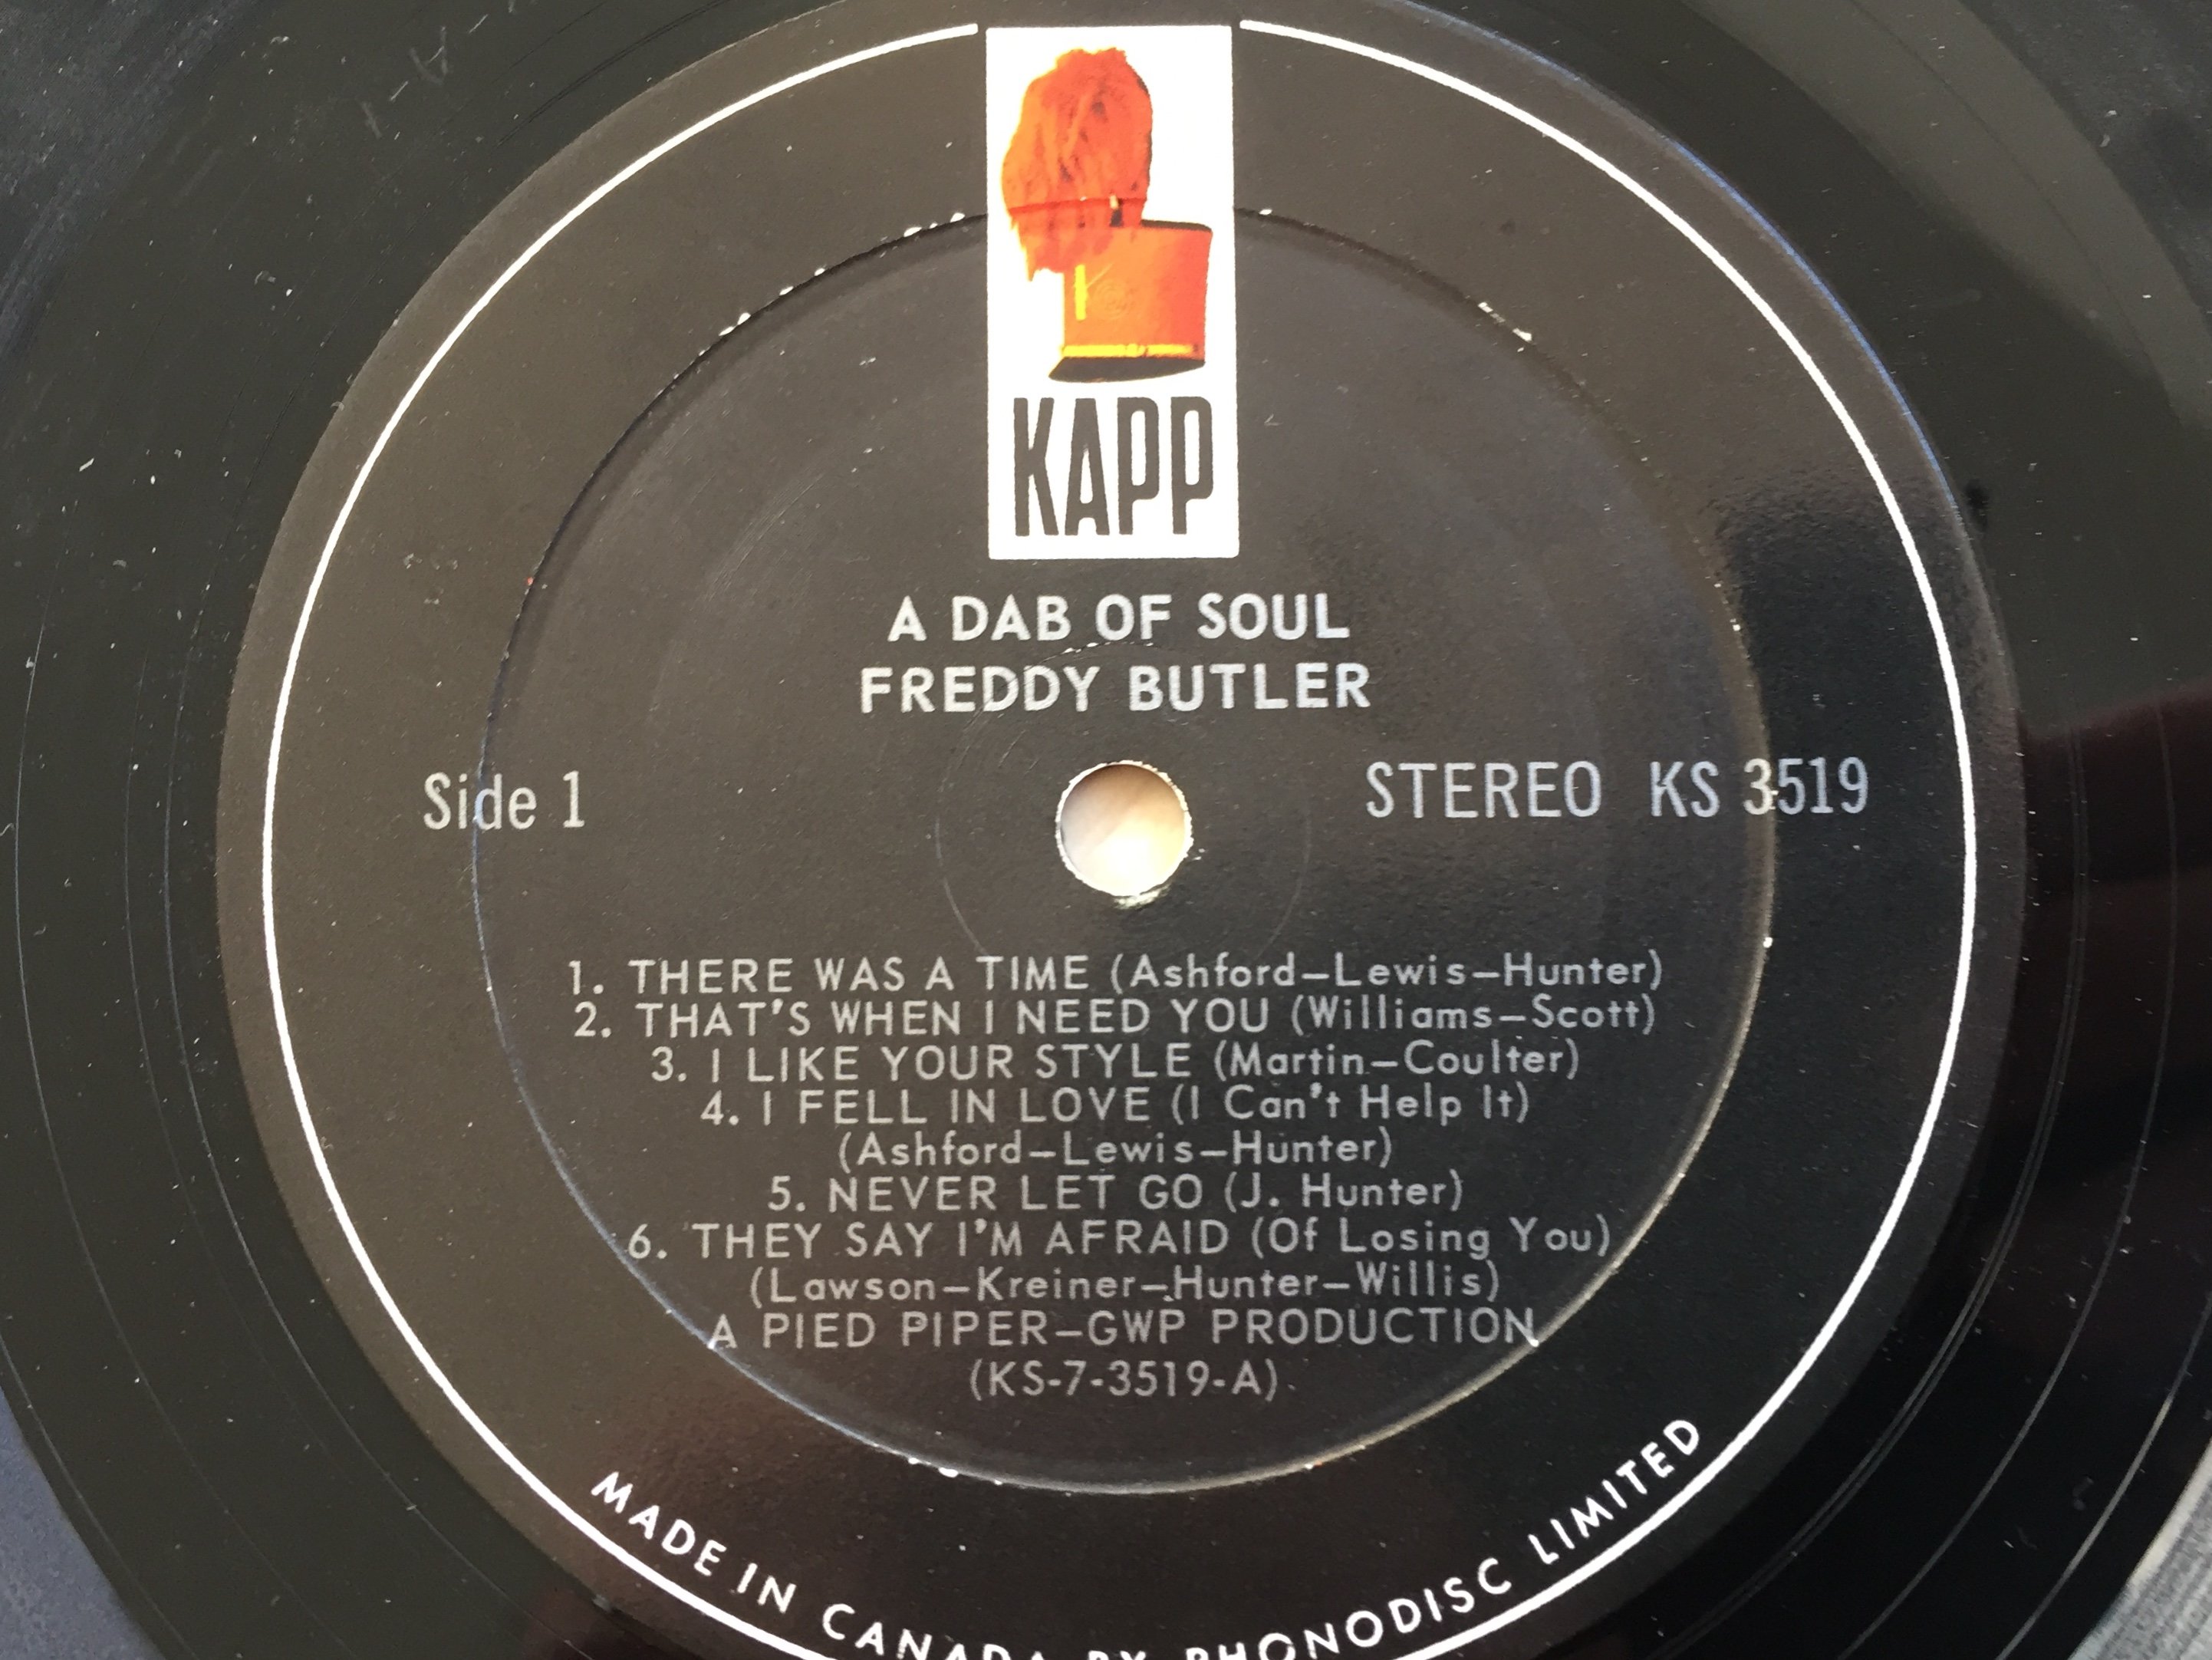 KAPP
A DAB OF SOUL
FREDDY BUTLER
Side 1
STEREO KS 3519
1. THERE WAS A TIME (Ashford–Lewis–Hunter)
2. THAT'S WHEN I NEED YOU (Williams–Scott)
3. I LIKE YOUR STYLE (Martin–Coulter)
4. I FELL IN LOVE (I Can't Help It)
(Ashford–Lewis–Hunter)
5. NEVER LET GO (J. Hunter)
6. THEY SAY I'M AFRAID (Of Losing You)
(Lawson–Kreiner–Hunter–Willis)
A PIED PIPER–GWP PRODUCTION
(KS-7-3519-A)
MADE IN CANADA BY PHONODISC LIMITED